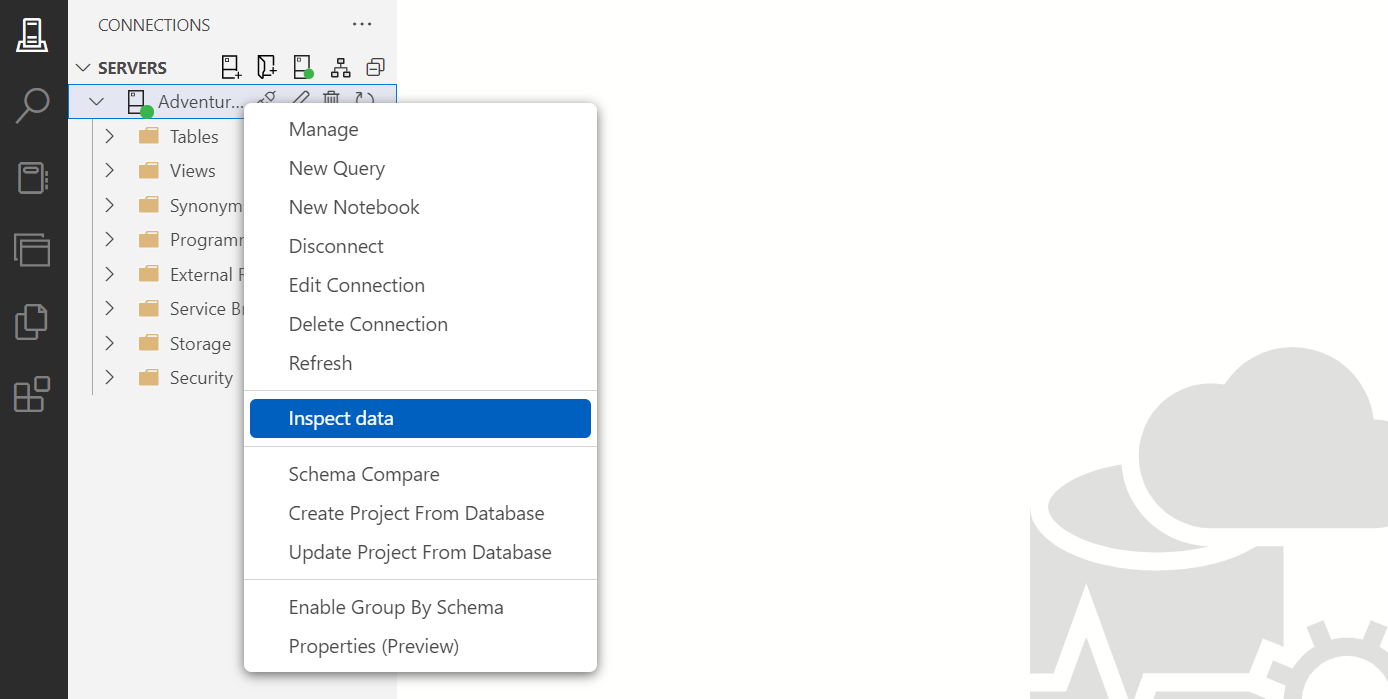 CONNECTIONS
SERVERS
Adventur...
Tables
Views
Synonym
Programr
External F
Service Br
Storage
Security
Manage
New Query
New Notebook
Disconnect
Edit Connection
Delete Connection
Refresh
Inspect data
Schema Compare
Create Project From Database
Update Project From Database
Enable Group By Schema
Properties (Preview)